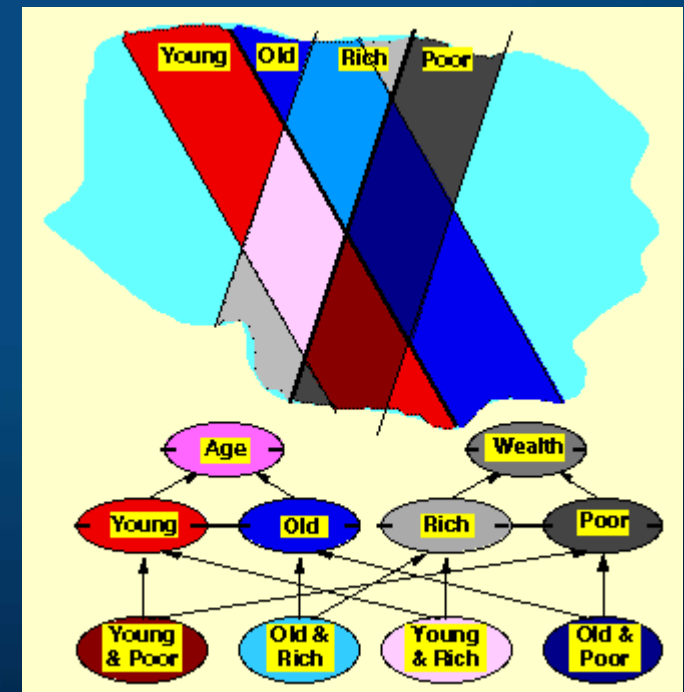 Young Old Rich Poor
Age Wealth
Young Old Rich Poor
Young & Poor
Old & Rich
Young & Rich
Old & Poor